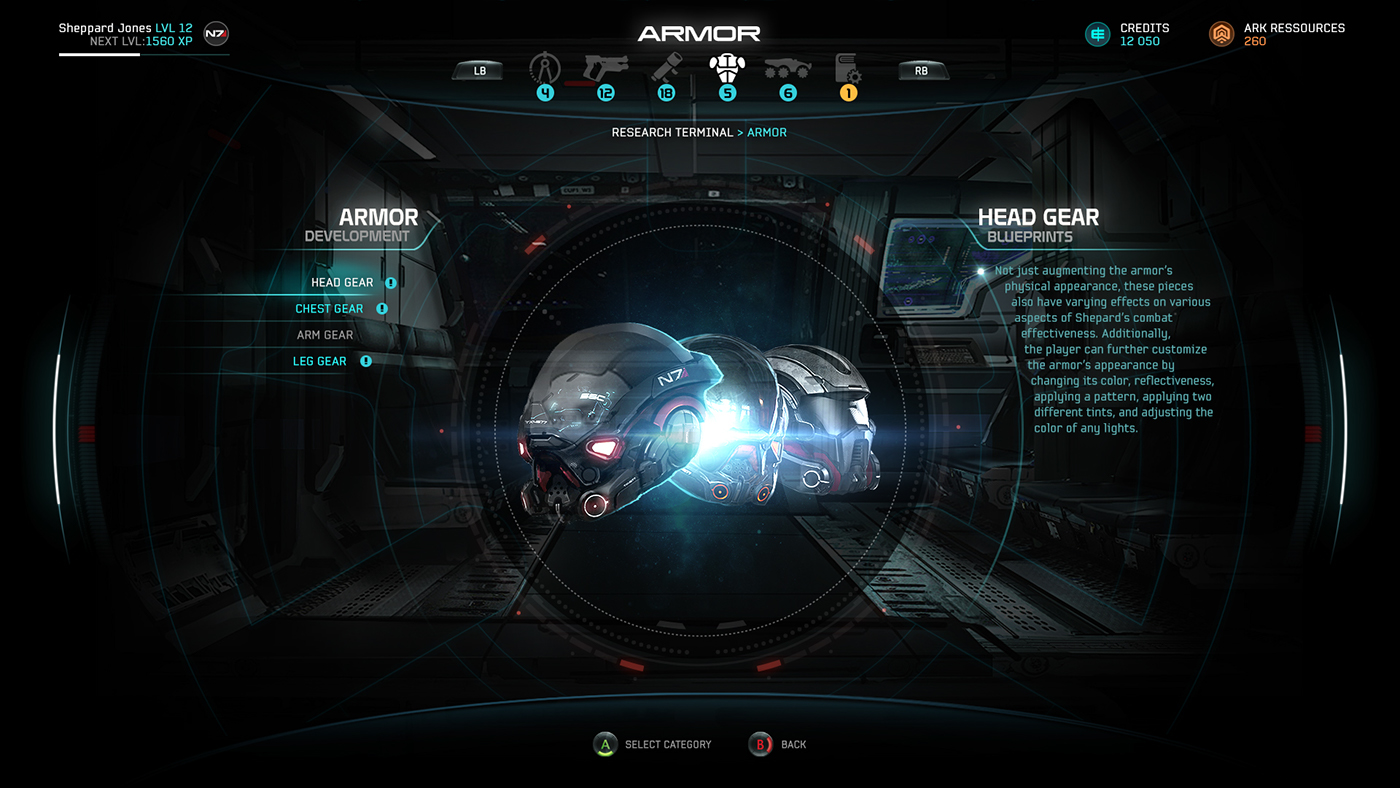 Sheppard Jones LVL 12
NEXT LVL:1560 XP
N7
ARMOR
CREDITS
12 050
ARK RESSOURCES
260
LB
RB
4 12 18 5 6 1
RESEARCH TERMINAL > ARMOR
ARMOR
DEVELOPMENT
HEAD GEAR !
CHEST GEAR !
ARM GEAR
LEG GEAR !
HEAD GEAR
BLUEPRINTS
Not just augmenting the armor's
physical appearance, these pieces
also have varying effects on various
aspects of Shepard's combat
effectiveness. Additionally,
the player can further customize
the armor's appearance by
changing its color, reflectiveness,
applying a pattern, applying two
different tints, and adjusting the
color of any lights.
N7
A SELECT CATEGORY
B BACK